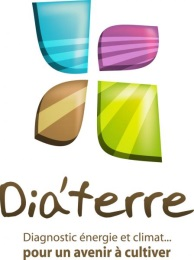 Dia'terre
Diagnostic énergie et climat...
pour un avenir à cultiver